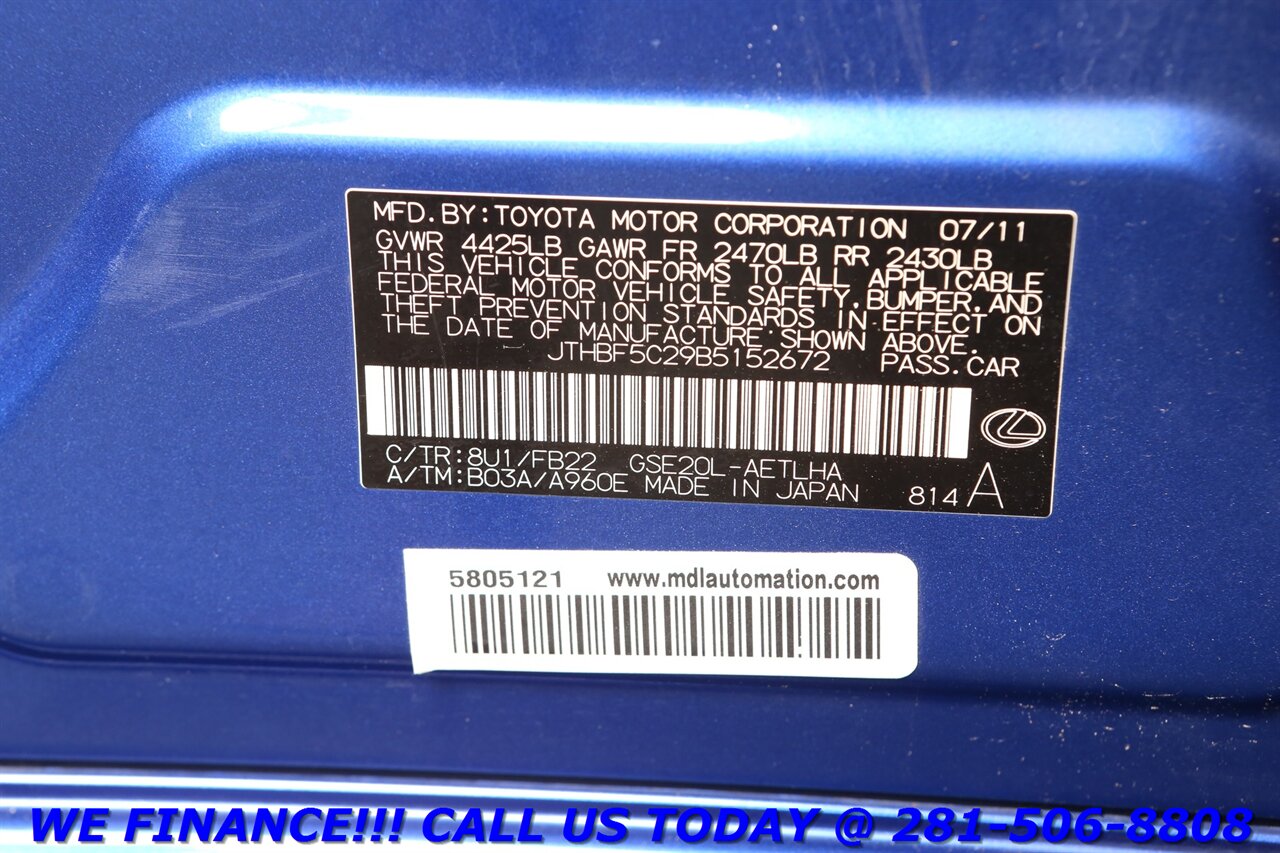 MFD.BY:TOYOTA MOTOR CORPORATION 07/11
GVWR 4425LB GAWR FR 2470LB RR 2430LB
THIS VEHICLE CONFORMS TO ALL APPLICABLE
FEDERAL MOTOR VEHICLE SAFETY,BUMPER,AND
THEFT PREVENTION STANDARDS IN EFFECT ON
THE DATE OF MANUFACTURE SHOWN ABOVE.
JTHBF5C29B5152672 PASS.CAR
C/TR:8U1/FB22 GSE20L-AETLHA
A/TM:B03A/A960E MADE IN JAPAN 814 A
5805121 www.mdlautomation.com
WE FINANCE!!! CALL US TODAY @ 281-506-8808